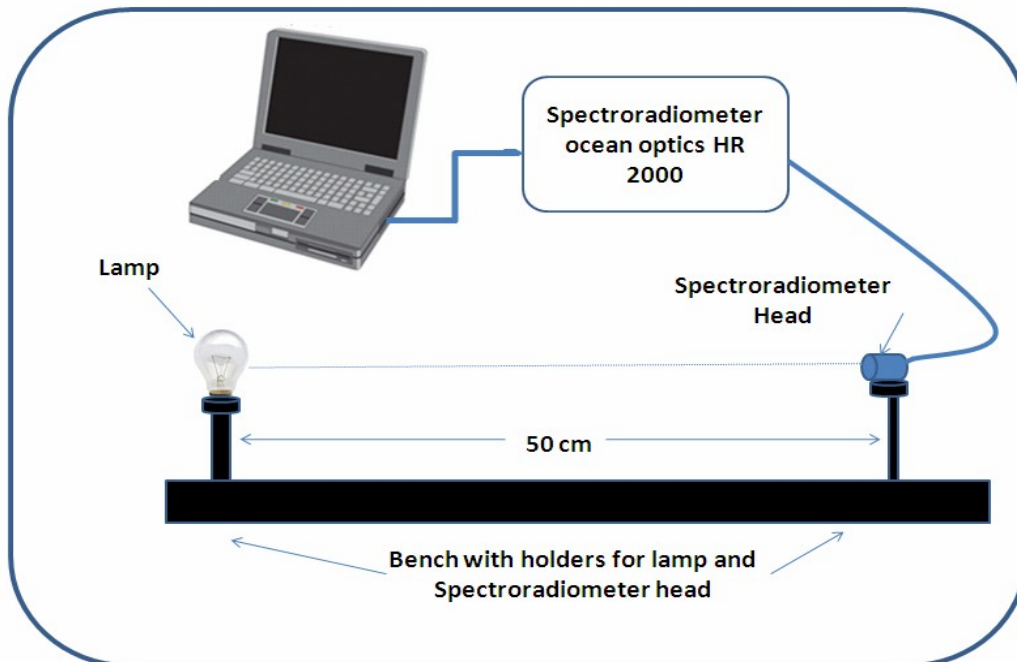 Spectroradiometer
ocean optics HR
2000
Lamp
Spectroradiometer
Head
50 cm
Bench with holders for lamp and
Spectroradiometer head